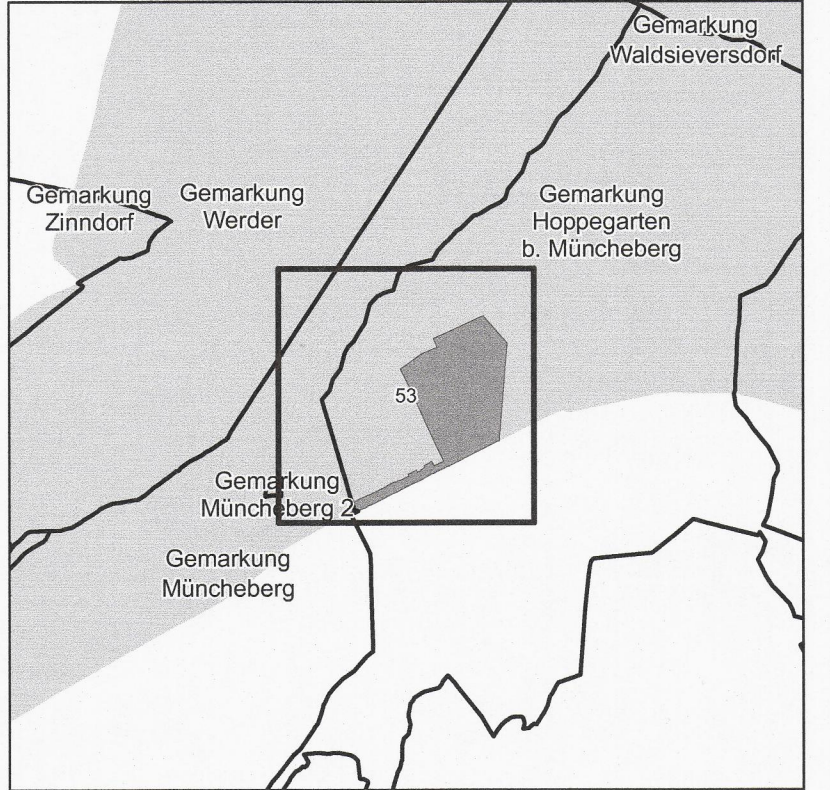 Gemarkung
Waldsieversdorf
Gemarkung
Zinndorf
Gemarkung
Werder
Gemarkung
Hoppegarten
b. Müncheberg
53
Gemarkung
Müncheberg 2
Gemarkung
Müncheberg